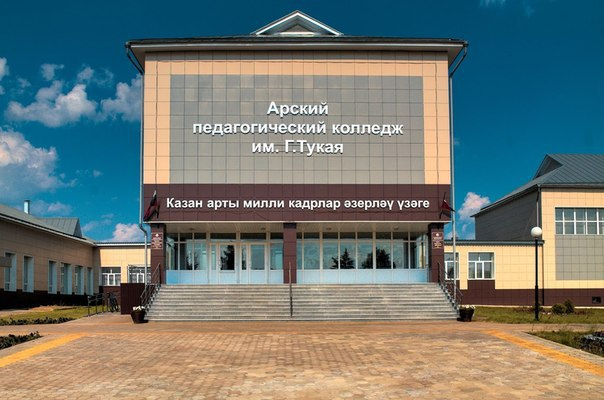 Арский
педагогический колледж
им. Г.Тукая
Казан арты милли кадрлар әзерләү үзәге